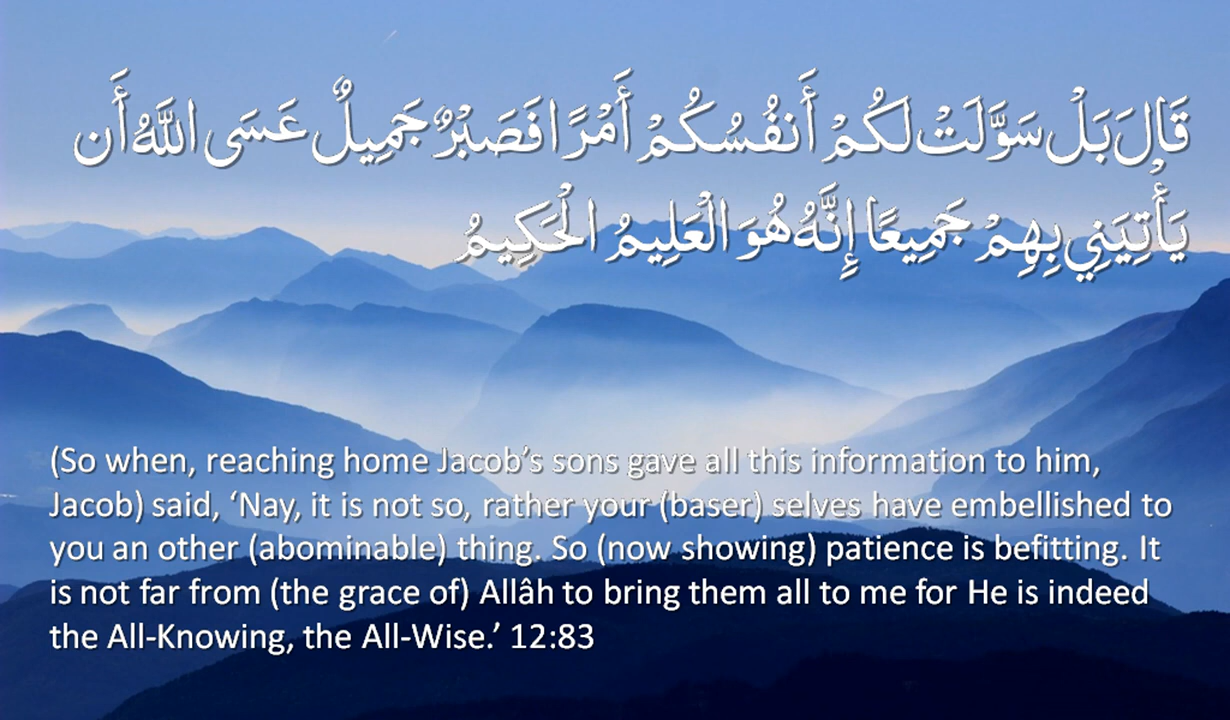 قَالَ بَلْ سَوَّلَتْ لَكُمْ أَنفُسُكُمْ أَمْرًا فَصَبْرٌ جَمِيلٌ عَسَى اللَّهُ أَن
يَأْتِيَنِي بِهِمْ جَمِيعًا إِنَّهُ هُوَ الْعَلِيمُ الْحَكِيمُ
(So when, reaching home Jacob’s sons gave all this information to him,
Jacob) said, ‘Nay, it is not so, rather your (baser) selves have embellished to
you an other (abominable) thing. So (now showing) patience is befitting. It
is not far from (the grace of) Allâh to bring them all to me for He is indeed
the All-Knowing, the All-Wise.’ 12:83